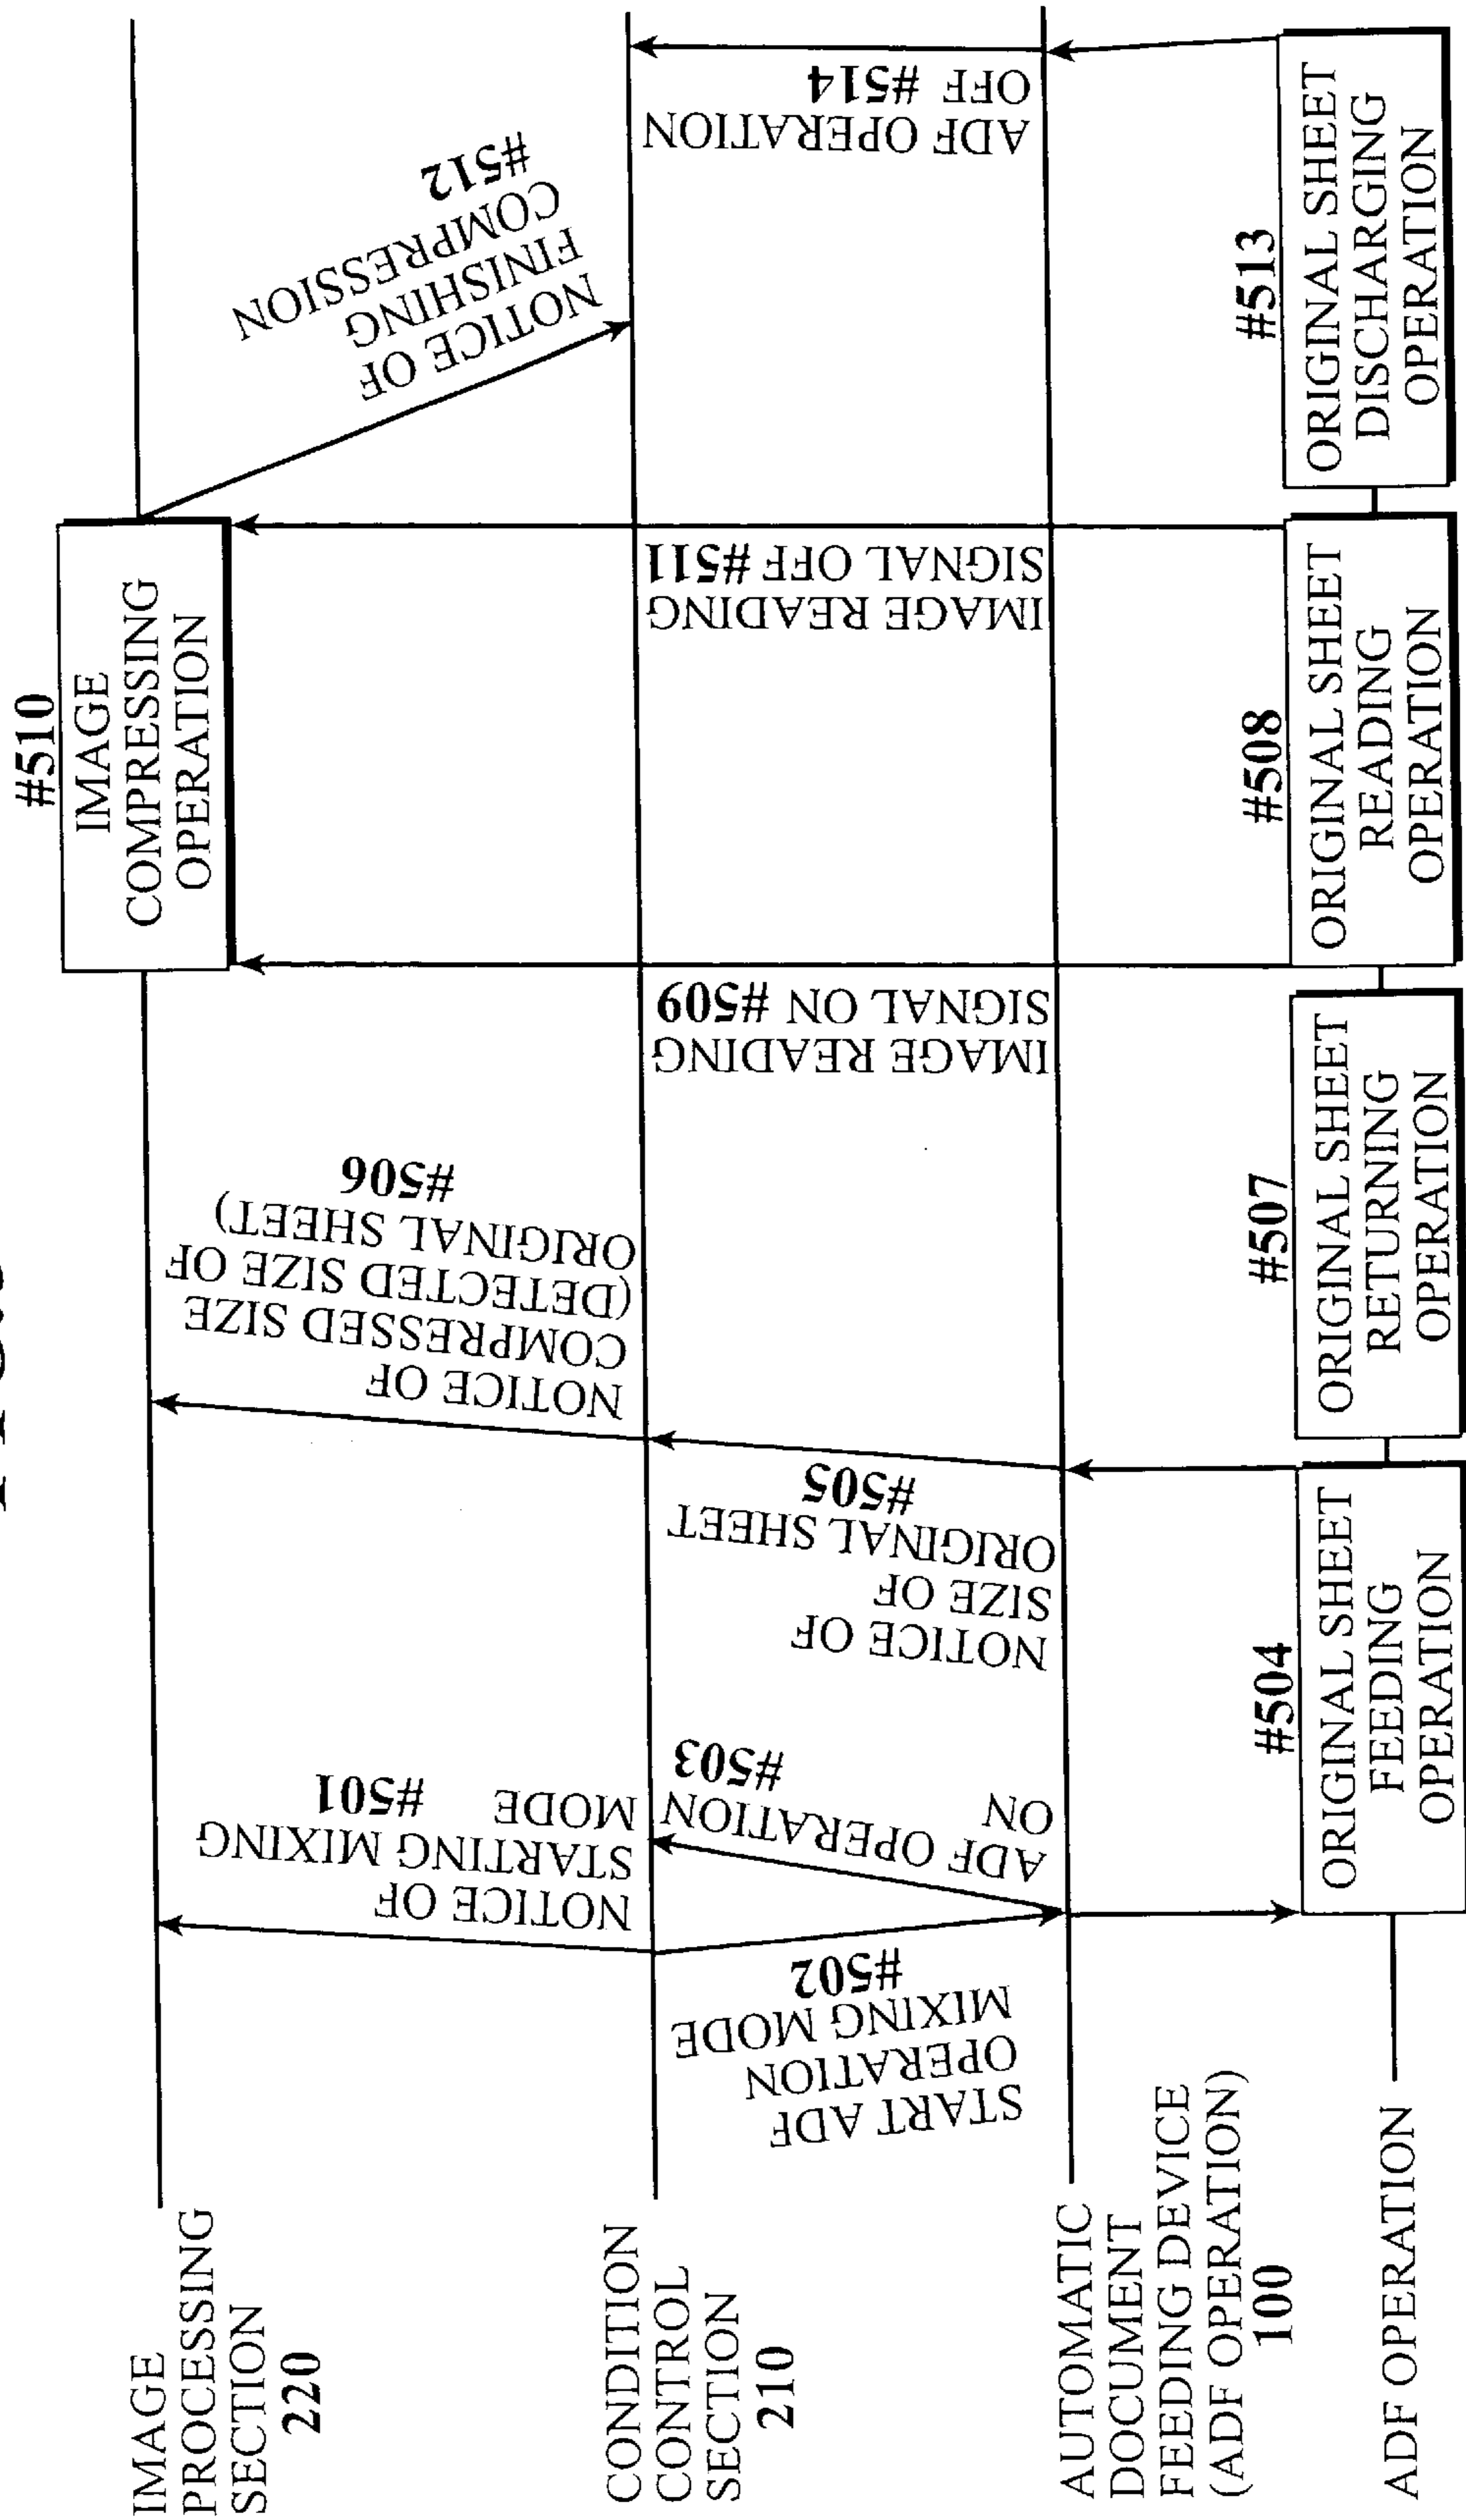 IMAGE
PROCESSING
SECTION
220
CONDITION
CONTROL
SECTION
210
AUTOMATIC
DOCUMENT
FEEDING DEVICE
(ADF OPERATION)
100
ADF OPERATION
NOTICE OF
STARTING MIXING
MODE #501
START ADF
OPERATION
MIXING MODE
#502
ADF OPERATION
ON
#503
#504
ORIGINAL SHEET
FEEDING
OPERATION
NOTICE OF
SIZE OF
ORIGINAL SHEET
#505
NOTICE OF
COMPRESSED SIZE
(DETECTED SIZE OF
ORIGINAL SHEET)
#506
#507
ORIGINAL SHEET
RETURNING
OPERATION
#508
ORIGINAL SHEET
READING
OPERATION
IMAGE READING
SIGNAL ON #509
#510
IMAGE
COMPRESSING
OPERATION
IMAGE READING
SIGNAL OFF #511
NOTICE OF
FINISHING
COMPRESSION
#512
#513
ORIGINAL SHEET
DISCHARGING
OPERATION
ADF OPERATION
OFF #514